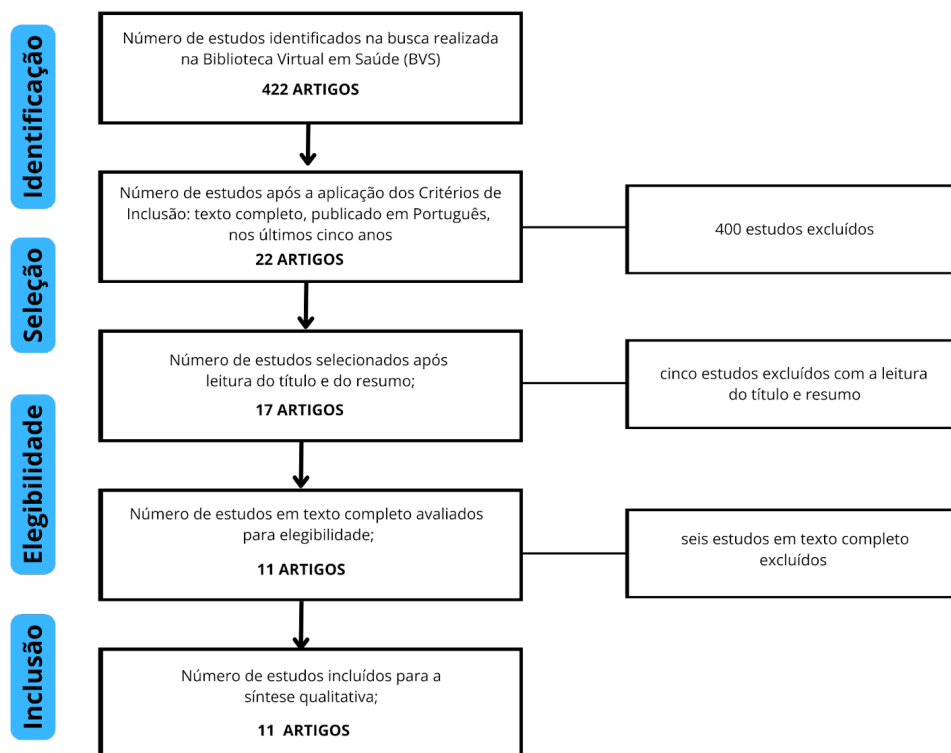 Identificação
Número de estudos identificados na busca realizada
na Biblioteca Virtual em Saúde (BVS)
422 ARTIGOS
Número de estudos após a aplicação dos Critérios de
Inclusão: texto completo, publicado em Português,
nos últimos cinco anos
22 ARTIGOS
400 estudos excluídos
Seleção
Número de estudos selecionados após
leitura do título e do resumo;
17 ARTIGOS
cinco estudos excluídos com a leitura
do título e resumo
Elegibilidade
Número de estudos em texto completo avaliados
para elegibilidade;
11 ARTIGOS
seis estudos em texto completo
excluídos
Inclusão
Número de estudos incluídos para a
síntese qualitativa;
11 ARTIGOS